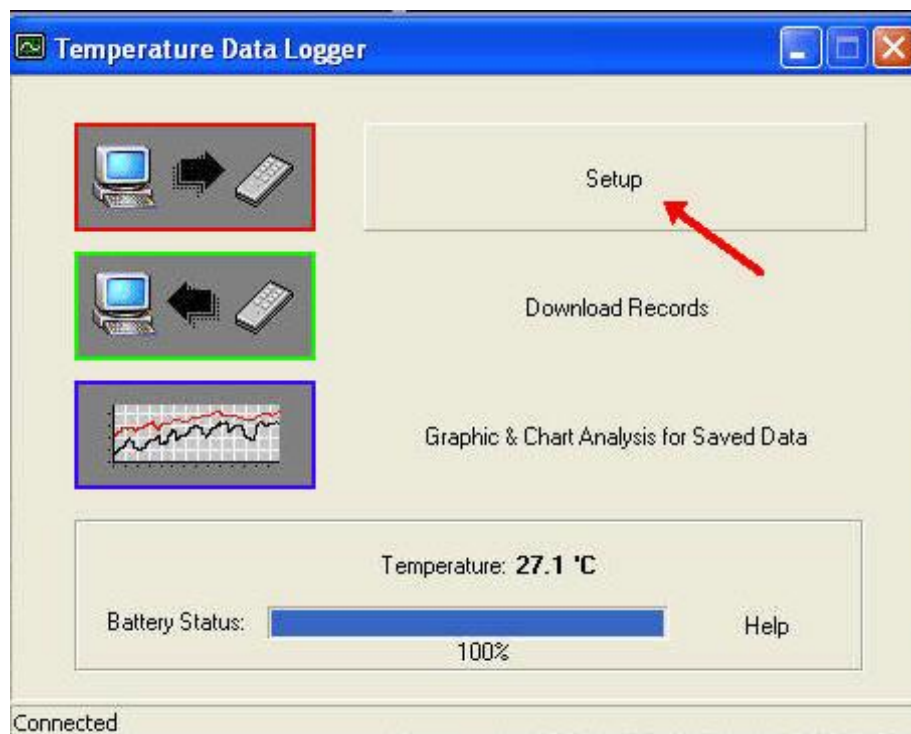 Temperature Data Logger
Setup
Download Records
Graphic & Chart Analysis for Saved Data
Temperature: 27.1 'C
Battery Status:
100%
Help
Connected